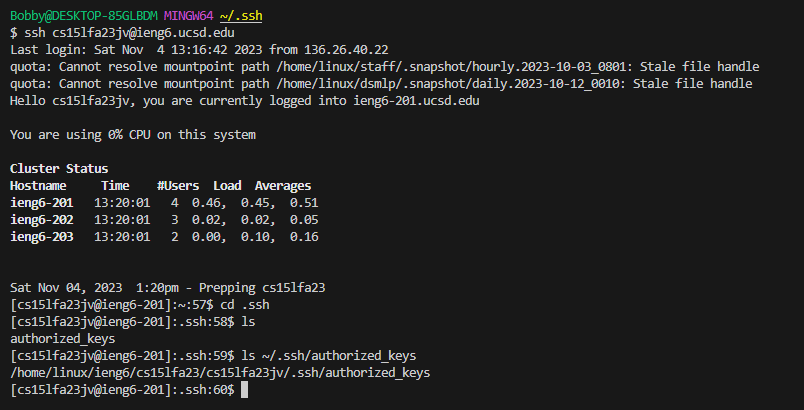 Bobby@DESKTOP-85GLBDM MINGW64 ~/.ssh
$ ssh cs15lfa23jv@ieng6.ucsd.edu
Last login: Sat Nov  4 13:16:42 2023 from 136.26.40.22
quota: Cannot resolve mountpoint path /home/linux/staff/.snapshot/hourly.2023-10-03_0801: Stale file handle
quota: Cannot resolve mountpoint path /home/linux/dsmlp/.snapshot/daily.2023-10-12_0010: Stale file handle
Hello cs15lfa23jv, you are currently logged into ieng6-201.ucsd.edu
You are using 0% CPU on this system
Cluster Status
Hostname     Time    #Users  Load  Averages
ieng6-201   13:20:01   4  0.46,  0.45,  0.51
ieng6-202   13:20:01   3  0.02,  0.02,  0.05
ieng6-203   13:20:01   2  0.00,  0.10,  0.16
Sat Nov 04, 2023  1:20pm - Prepping cs15lfa23
[cs15lfa23jv@ieng6-201]:~:57$ cd .ssh
[cs15lfa23jv@ieng6-201]:.ssh:58$ ls
authorized_keys
[cs15lfa23jv@ieng6-201]:.ssh:59$ ls ~/.ssh/authorized_keys
/home/linux/ieng6/cs15lfa23/cs15lfa23jv/.ssh/authorized_keys
[cs15lfa23jv@ieng6-201]:.ssh:60$